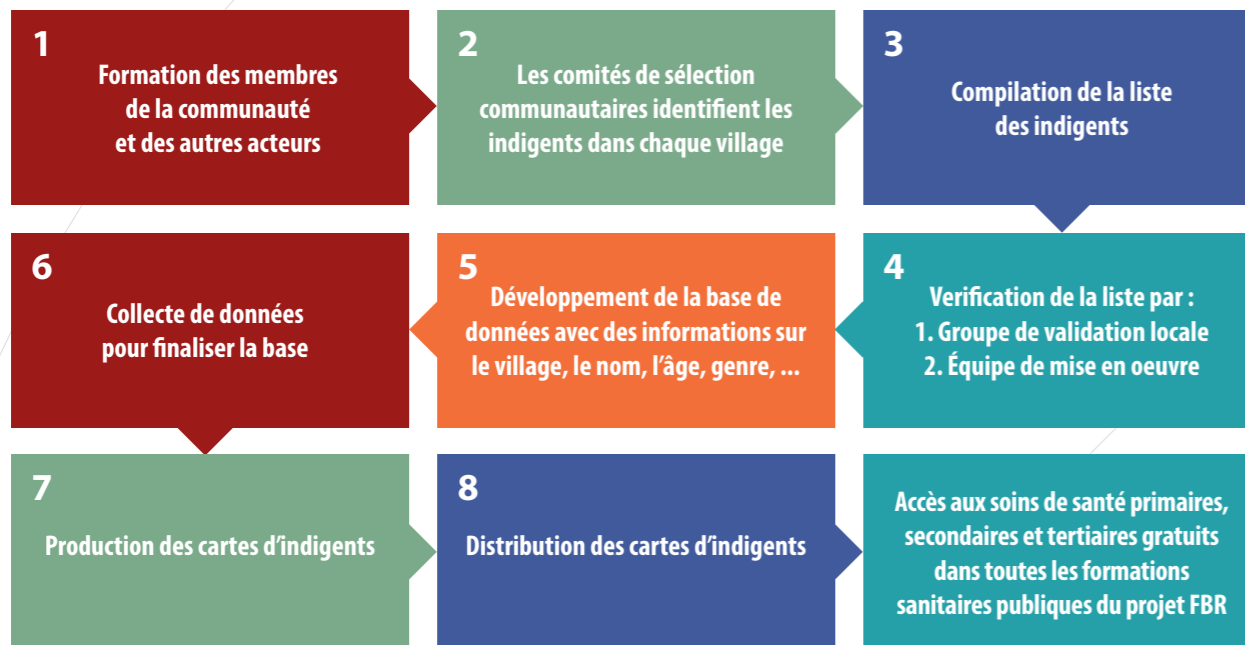 1
Formation des membres
de la communauté
et des autres acteurs
2
Les comités de sélection
communautaires identifient les
indigents dans chaque village
3
Compilation de la liste
des indigents
4
Verification de la liste par :
1. Groupe de validation locale
2. Équipe de mise en oeuvre
5
Développement de la base de
données avec des informations sur
le village, le nom, l'âge, genre, ...
6
Collecte de données
pour finaliser la base
7
Production des cartes d'indigents
8
Distribution des cartes d'indigents
Accès aux soins de santé primaires,
secondaires et tertiaires gratuits
dans toutes les formations
sanitaires publiques du projet FBR